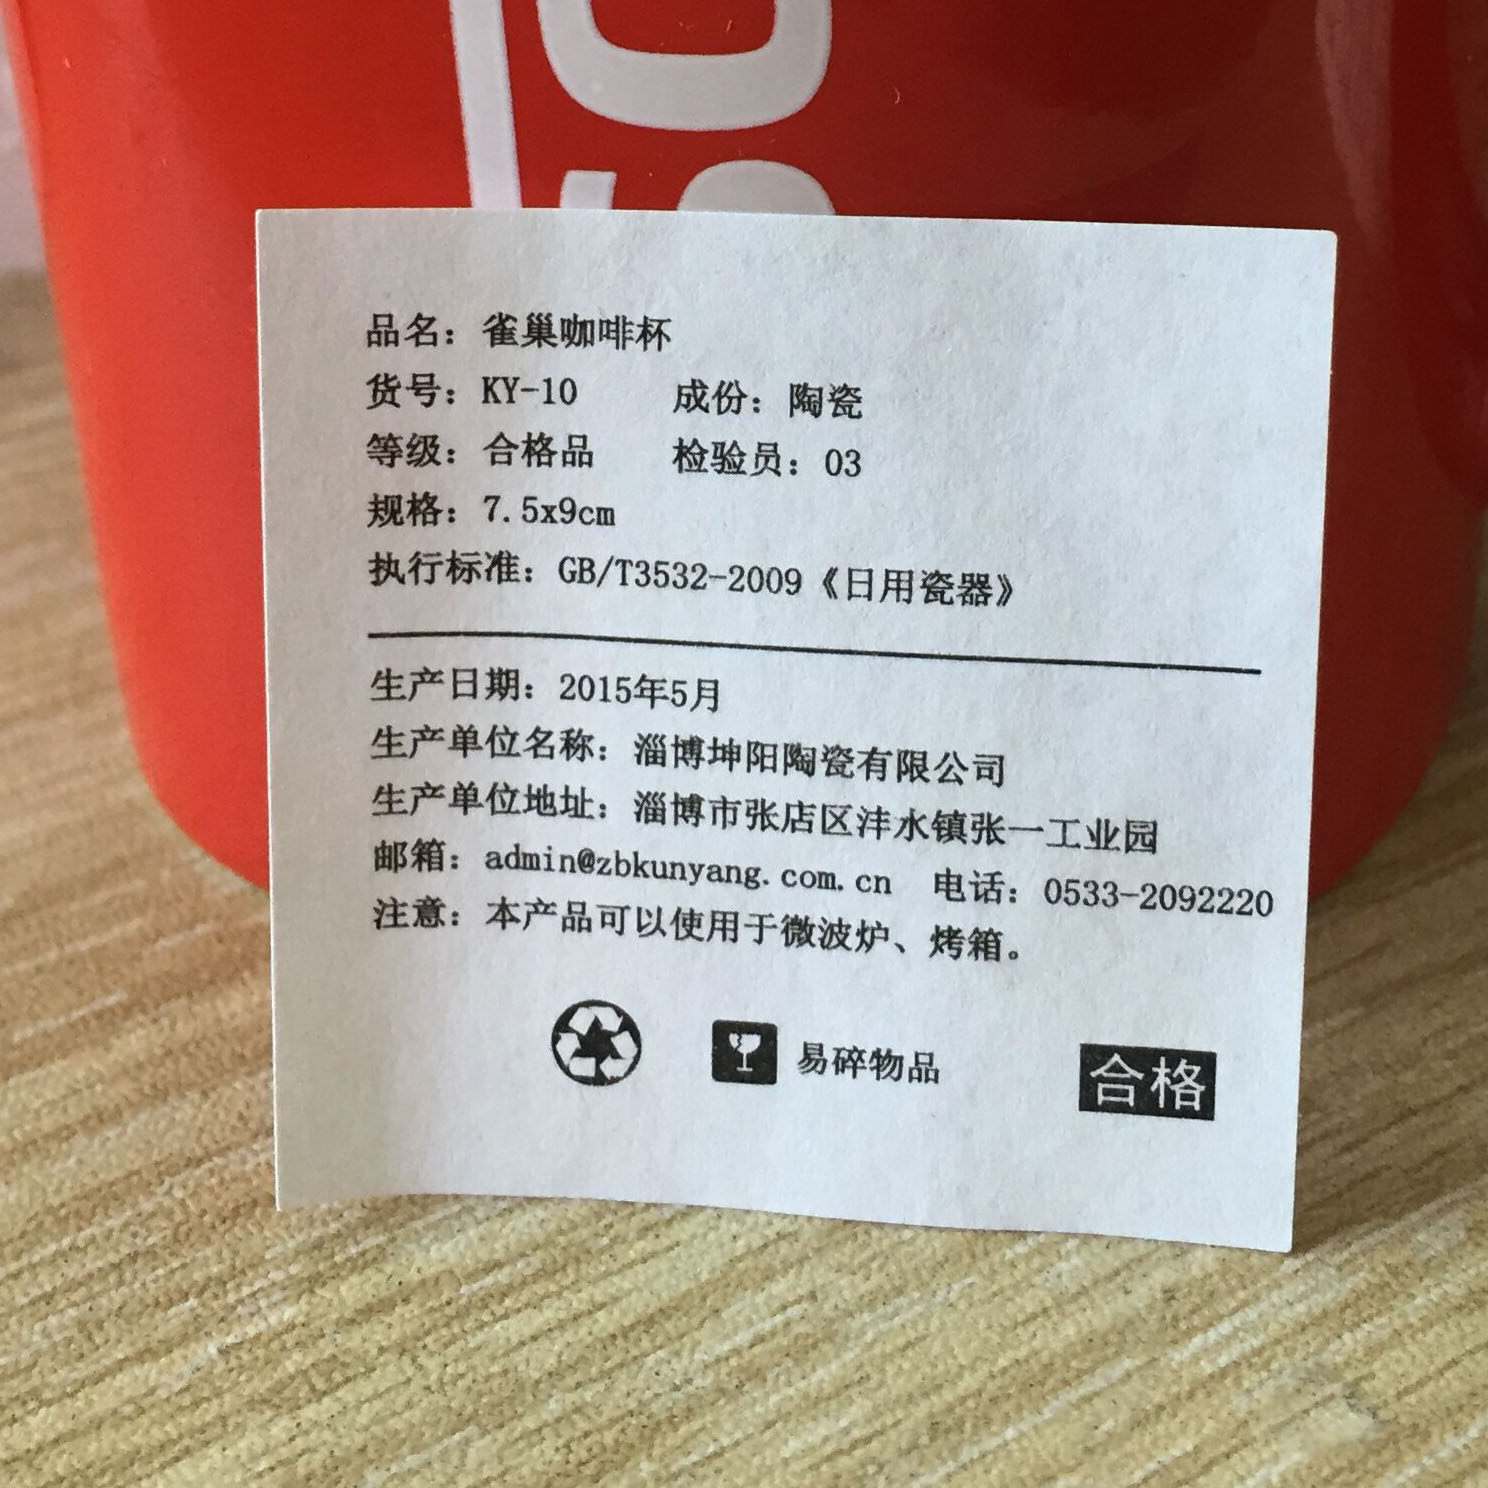 品名：雀巢咖啡杯
货号：KY-10 成份：陶瓷
等级：合格品 检验员：03
规格：7.5x9cm
执行标准：GB/T3532-2009《日用瓷器》
生产日期：2015年5月
生产单位名称：淄博坤阳陶瓷有限公司
生产单位地址：淄博市张店区沣水镇张一工业园
邮箱：admin@zbkunyang.com.cn 电话：0533-2092220
注意：本产品可以使用于微波炉、烤箱。
易碎物品 合格